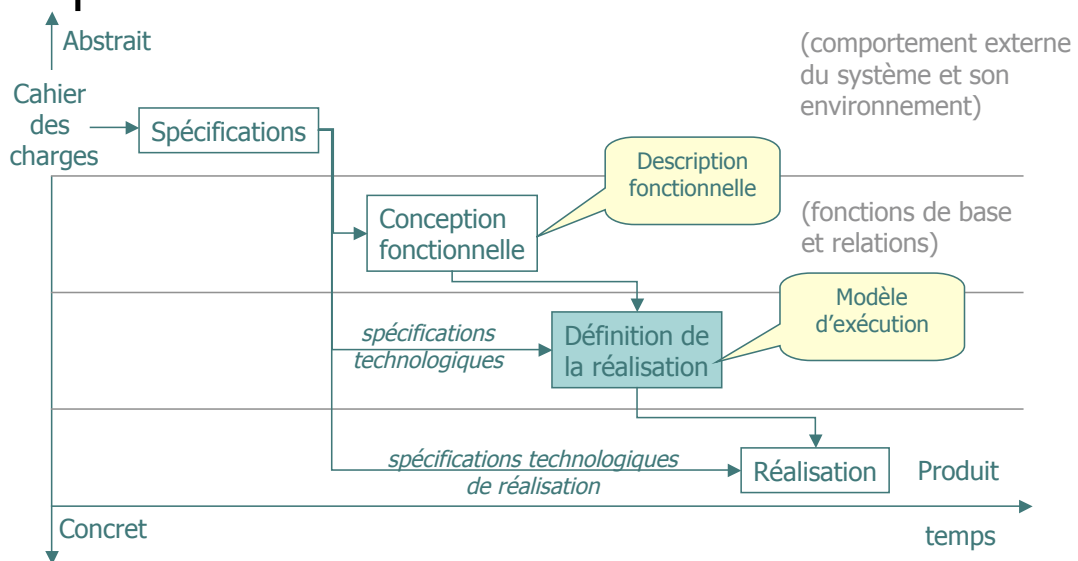 Abstrait
(comportement externe
du système et son
environnement)
Cahier
des
charges
Spécifications
Description
fonctionnelle
Conception
fonctionnelle
(fonctions de base
et relations)
Modèle
d'exécution
spécifications
technologiques
Définition de
la réalisation
spécifications technologiques
de réalisation
Réalisation
Produit
Concret
temps